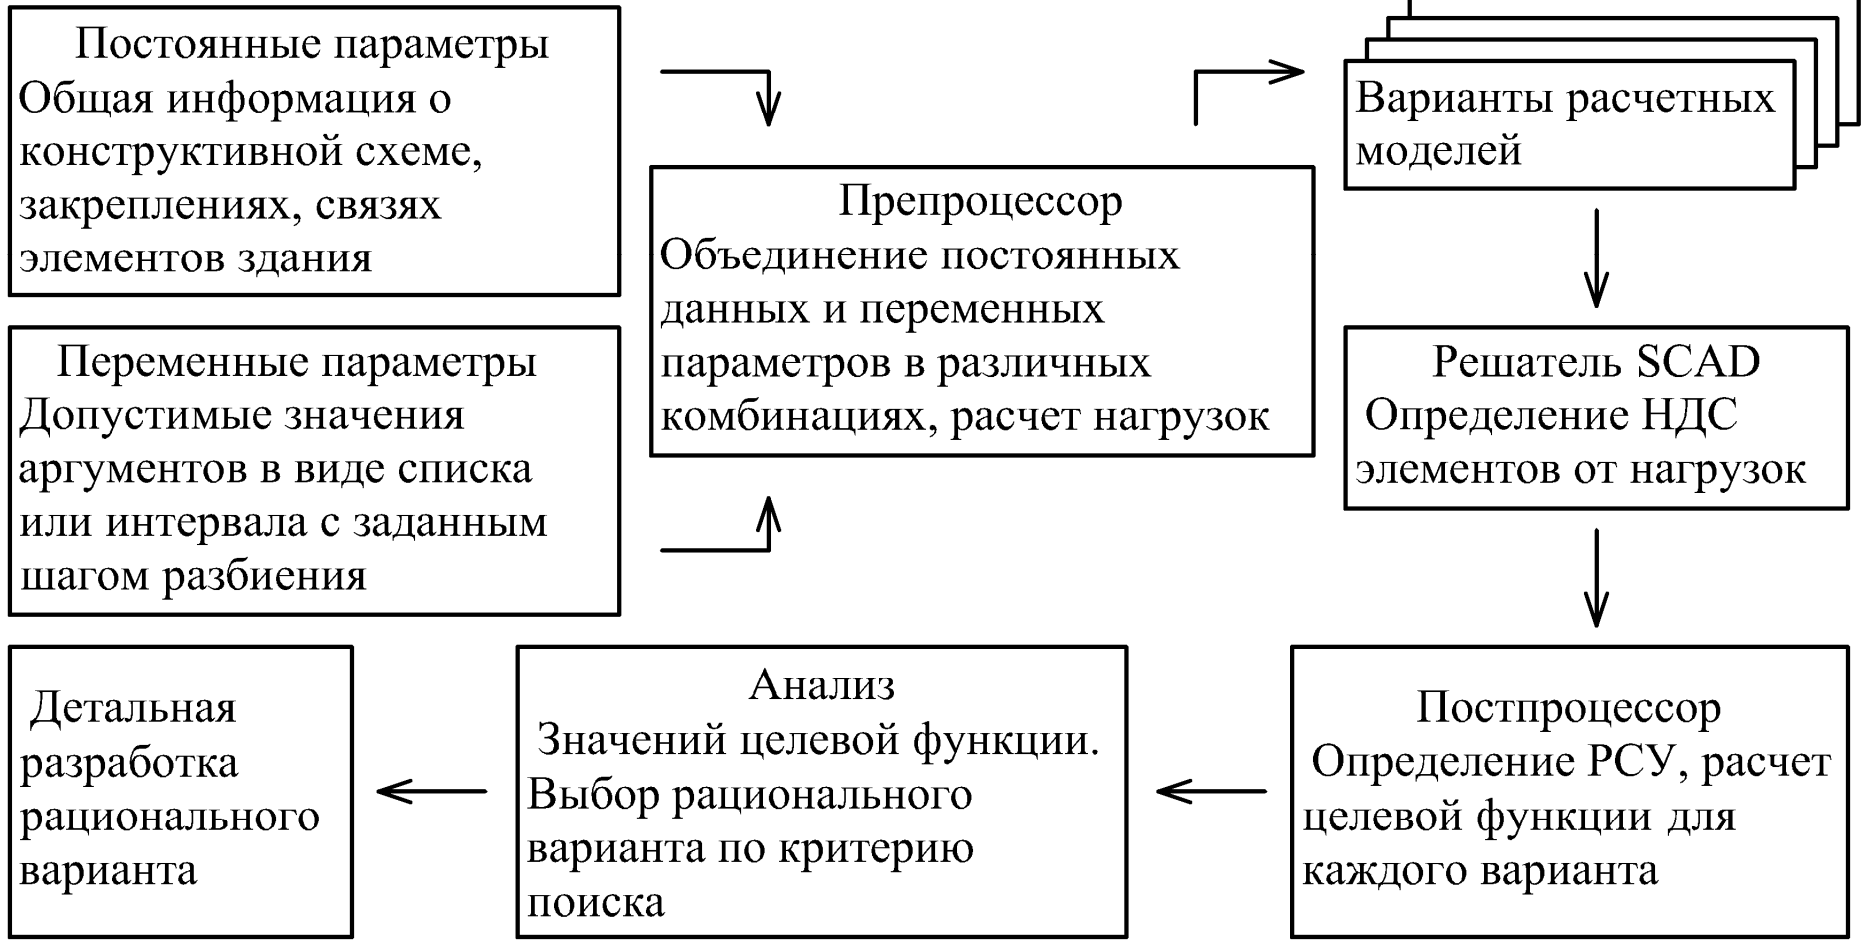 Постоянные параметры
Общая информация о
конструктивной схеме,
закреплениях, связях
элементов здания
Переменные параметры
Допустимые значения
аргументов в виде списка
или интервала с заданным
шагом разбиения
Препроцессор
Объединение постоянных
данных и переменных
параметров в различных
комбинациях, расчет нагрузок
Варианты расчетных
моделей
Решатель SCAD
Определение НДС
элементов от нагрузок
Постпроцессор
Определение РСУ, расчет
целевой функции для
каждого варианта
Анализ
Значений целевой функции.
Выбор рационального
варианта по критерию
поиска
Детальная
разработка
рационального
варианта